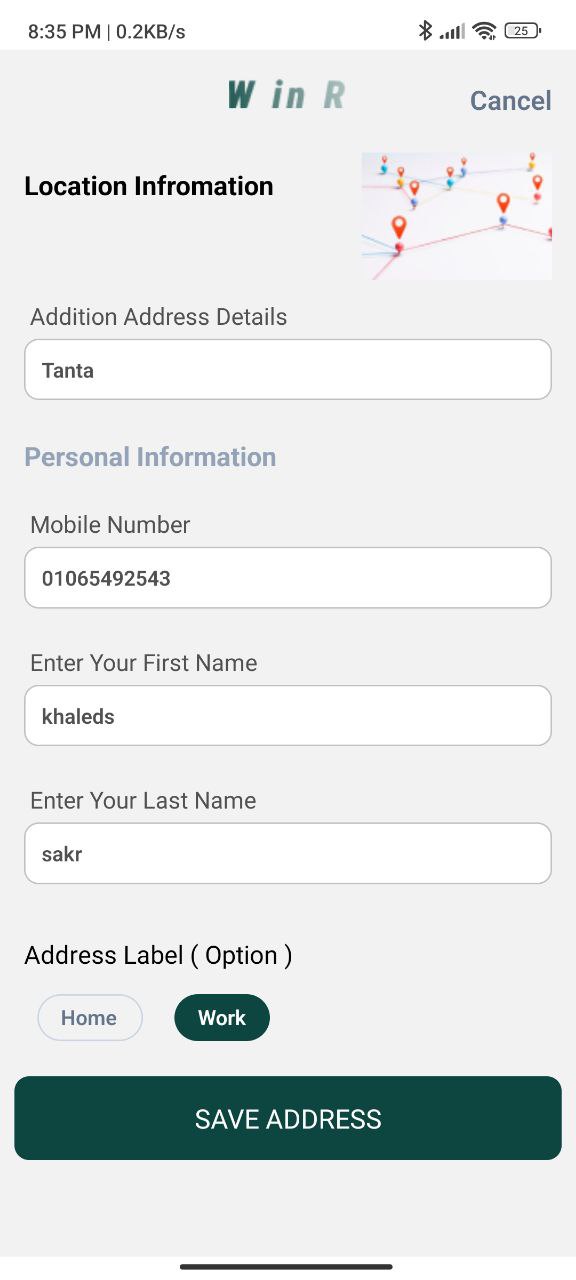 8:35 PM | 0.2KB/s
25
W in R
Cancel
Location Infromation
Addition Address Details
Tanta
Personal Information
Mobile Number
01065492543
Enter Your First Name
khaleds
Enter Your Last Name
sakr
Address Label ( Option )
Home
Work
SAVE ADDRESS